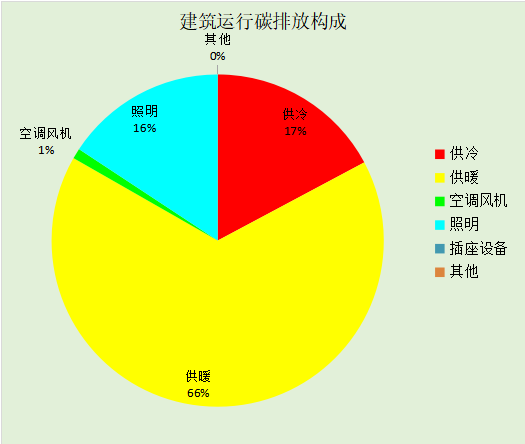 建筑运行碳排放构成
其他
0%
供冷
17%
照明
16%
空调风机
1%
供暖
66%
供冷
供暖
空调风机
照明
插座设备
其他